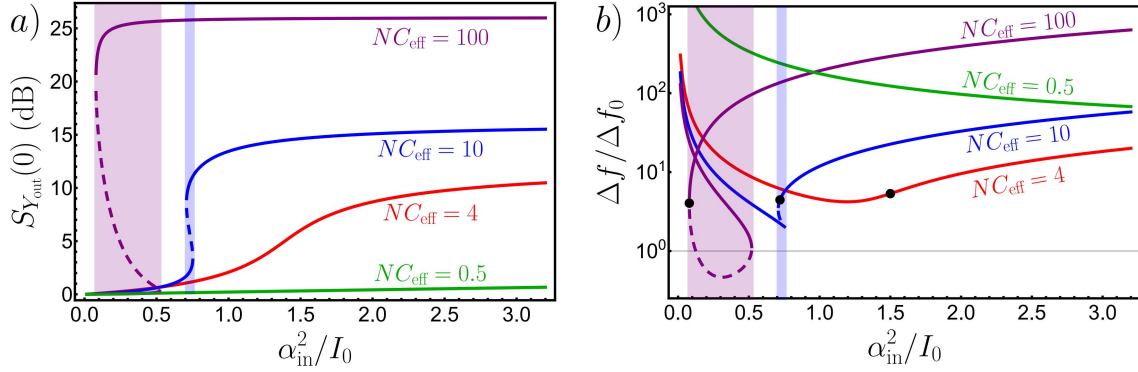 a)
S_{Y_out}(0) (dB)
25
20
15
10
5
0
NC_eff = 100
NC_eff = 10
NC_eff = 4
NC_eff = 0.5
0.0 0.5 1.0 1.5 2.0 2.5 3.0
α_in^2/I_0
b)
Δf/Δf_0
10^3
10^2
10^1
10^0
NC_eff = 100
NC_eff = 0.5
NC_eff = 10
NC_eff = 4
0.0 0.5 1.0 1.5 2.0 2.5 3.0
α_in^2/I_0